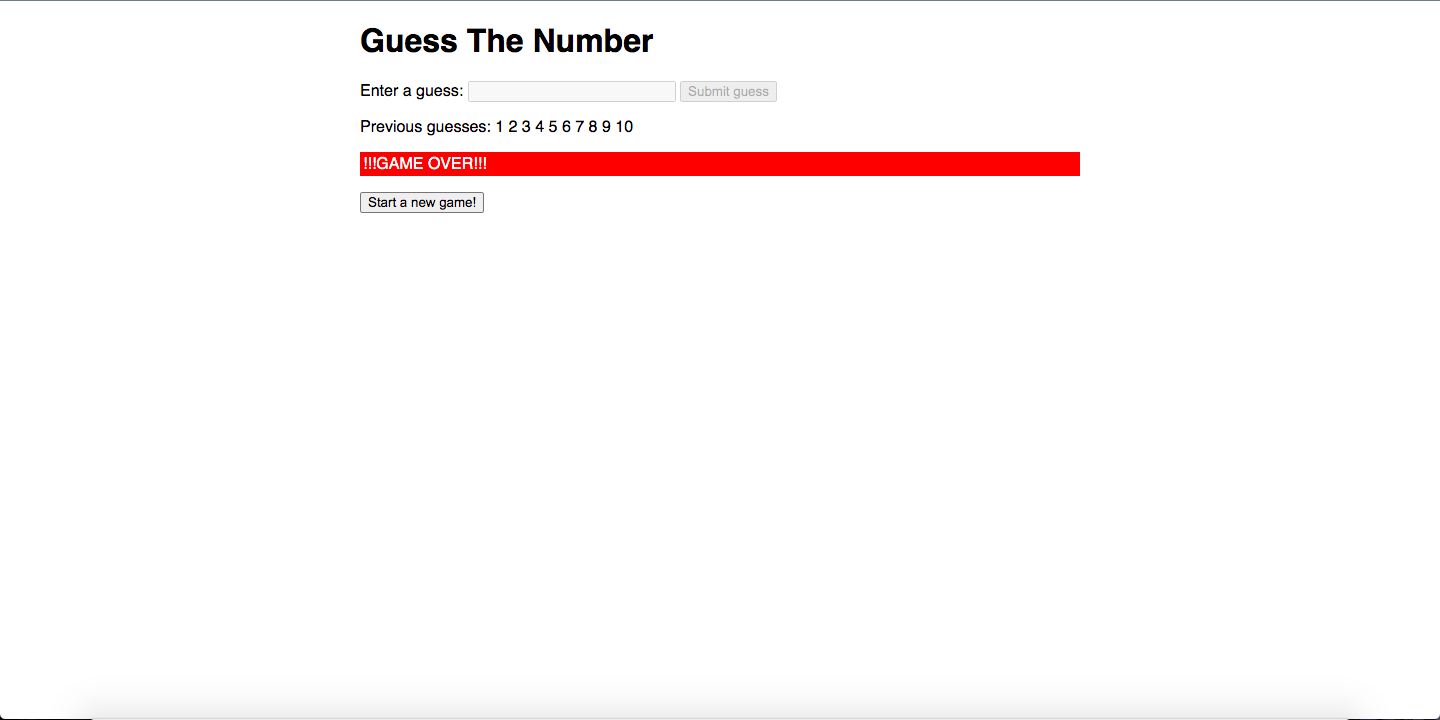 Guess The Number
Enter a guess: Submit guess
Previous guesses: 1 2 3 4 5 6 7 8 9 10
!!!GAME OVER!!!
Start a new game!